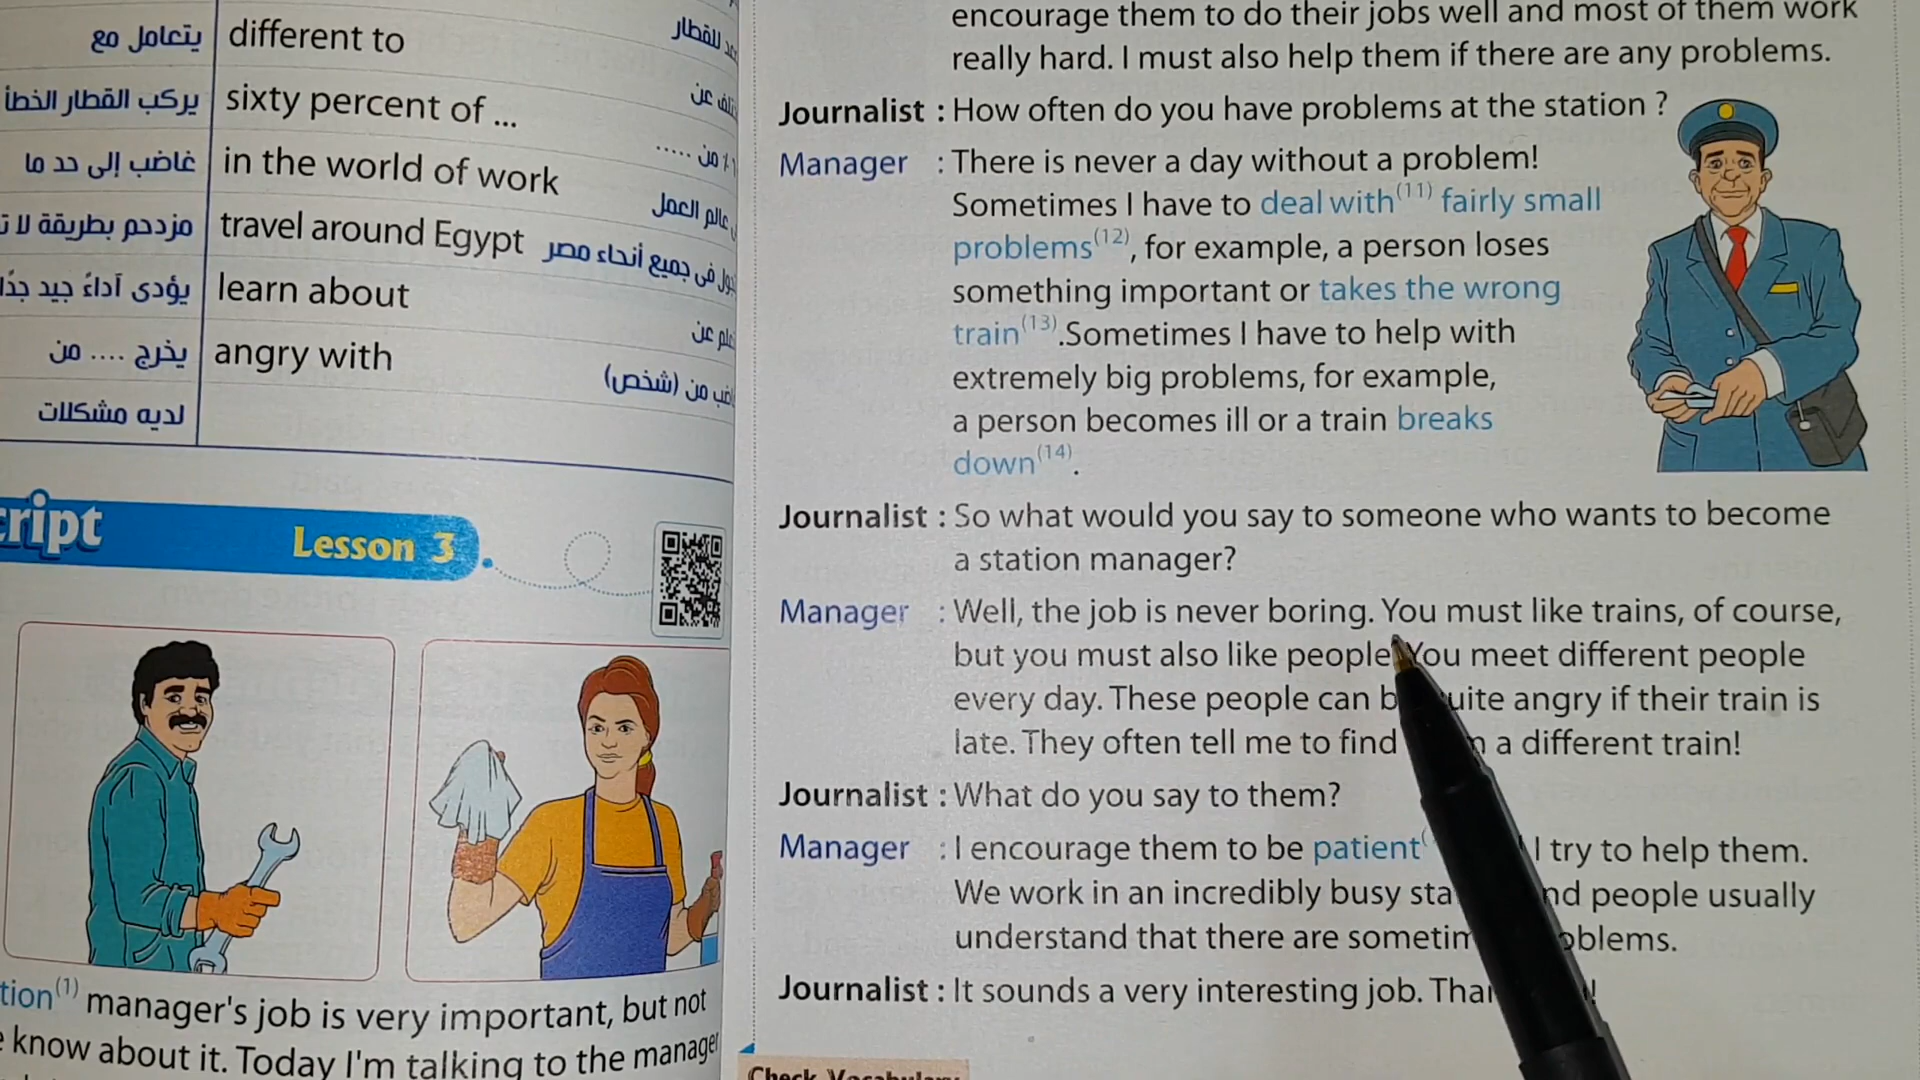 يتعامل مع
different to
يركب القطار الخطأ
sixty percent of ...
عن
غاضب إلى حد ما
in the world of work
من .....
مزدحم بطريقة لا
travel around Egypt
عالم العمل
يؤدى آداءً جيد جدًا
learn about
فى جميع أنحاء مصر
يخرج .... من
angry with
عن
لديه مشكلات
من (شخص)
Lesson 3
manager's job is very important, but not
know about it. Today I'm talking to the manager
encourage them to do their jobs well and most of them work
really hard. I must also help them if there are any problems.
Journalist : How often do you have problems at the station ?
Manager : There is never a day without a problem!
Sometimes I have to deal with(11) fairly small
problems(12), for example, a person loses
something important or takes the wrong
train(13).Sometimes I have to help with
extremely big problems, for example,
a person becomes ill or a train breaks
down(14).
Journalist : So what would you say to someone who wants to become
a station manager?
Manager : Well, the job is never boring. You must like trains, of course,
but you must also like people You meet different people
every day. These people can angry if their train is
late. They often tell me to find a different train!
Journalist : What do you say to them?
Manager : I encourage them to be patient I try to help them.
We work in an incredibly busy people usually
understand that there are
Journalist : It sounds a very interesting job.
Check Vocabulary